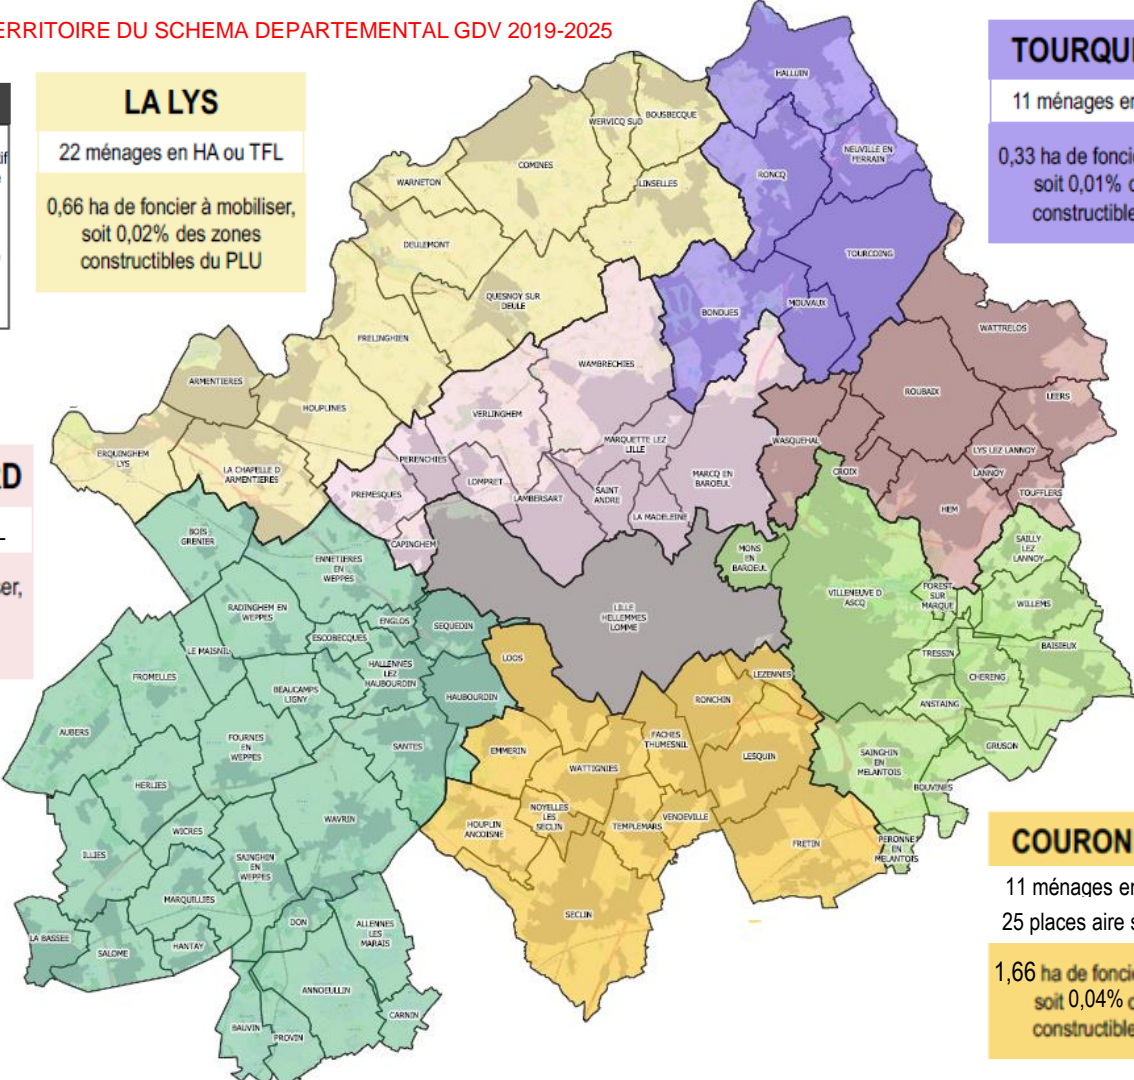 ERRITOIRE DU SCHEMA DEPARTEMENTAL GDV 2019-2025
LA LYS
22 ménages en HA ou TFL
0,66 ha de foncier à mobiliser,
soit 0,02% des zones
constructibles du PLU
TOURQU
11 ménages en
0,33 ha de foncie
soit 0,01% d
constructible
RD
er,
HALLUIN
WERVICQ SUD
BOUSBECQUE
NEUVILLE EN
FERRAIN
COMINES
RONCQ
WARNETON
LINSELLES
DEULEMONT
TOURCOING
QUESNOY SUR
DEULE
BONDUES
MOUVAUX
WATTRELOS
FRELINGHIEN
WAMBRECHIES
ARMENTIERES
ROUBAIX
LEERS
HOUPLINES
VERLINGHEM
WASQUEHAL
MARQUETTE LEZ
LILLE
LYS LEZ LANNOY
ERQUINGHEM
LYS
PERENCHIES
LA CHAPELLE D
ARMENTIERES
CROIX
LANNOY
MARCQ EN
BAROEUL
LOMPRET
PREMESQUES
LAMBERSART
SAINT
ANDRE
TOUFFLERS
HEM
LA MADELEINE
BOIS
GRENIER
CAPINGHEM
SAILLY
LEZ
LANNOY
ENNETIERES
EN
WEPPES
MONS
EN
BAROEUL
VILLENEUVE D
ASCQ
FOREST
SUR
MARQUE
WILLEMS
RADINGHEM EN
WEPPES
LILLE
HELLEMMES
LOMME
ENGLOS
SEQUEDIN
ESCOBECQUES
LE MAISNIL
BAISIEUX
TRESSIN
LOOS
HALLENNES
LEZ
HAUBOURDIN
LEZENNES
FROMELLES
CHERENG
BEAUCAMPS
LIGNY
HAUBOURDIN
RONCHIN
ANSTAING
AUBERS
FACHES
THUMESNIL
FOURNES
EN
WEPPES
SANTES
EMMERIN
GRUSON
LESQUIN
SAINGHIN
EN
MELANTOIS
WATTIGNIES
HERLIES
BOUVINES
NOYELLES
LES
SECLIN
WAVRIN
VENDEVILLE
HOUPLIN
ANCOISNE
TEMPLEMARS
WICRES
FRETIN
PERONNE
EN
MELANTOIS
ILLIES
SAINGHIN
EN
WEPPES
MARQUILLIES
SECLIN
DON
ALLENNES
LES
MARAIS
LA BASSEE
HANTAY
SALOME
ANNOEULLIN
CARNIN
BAUVIN
PROVIN
COURON
11 ménages en
25 places aire s
1,66 ha de foncie
soit 0,04% d
constructible